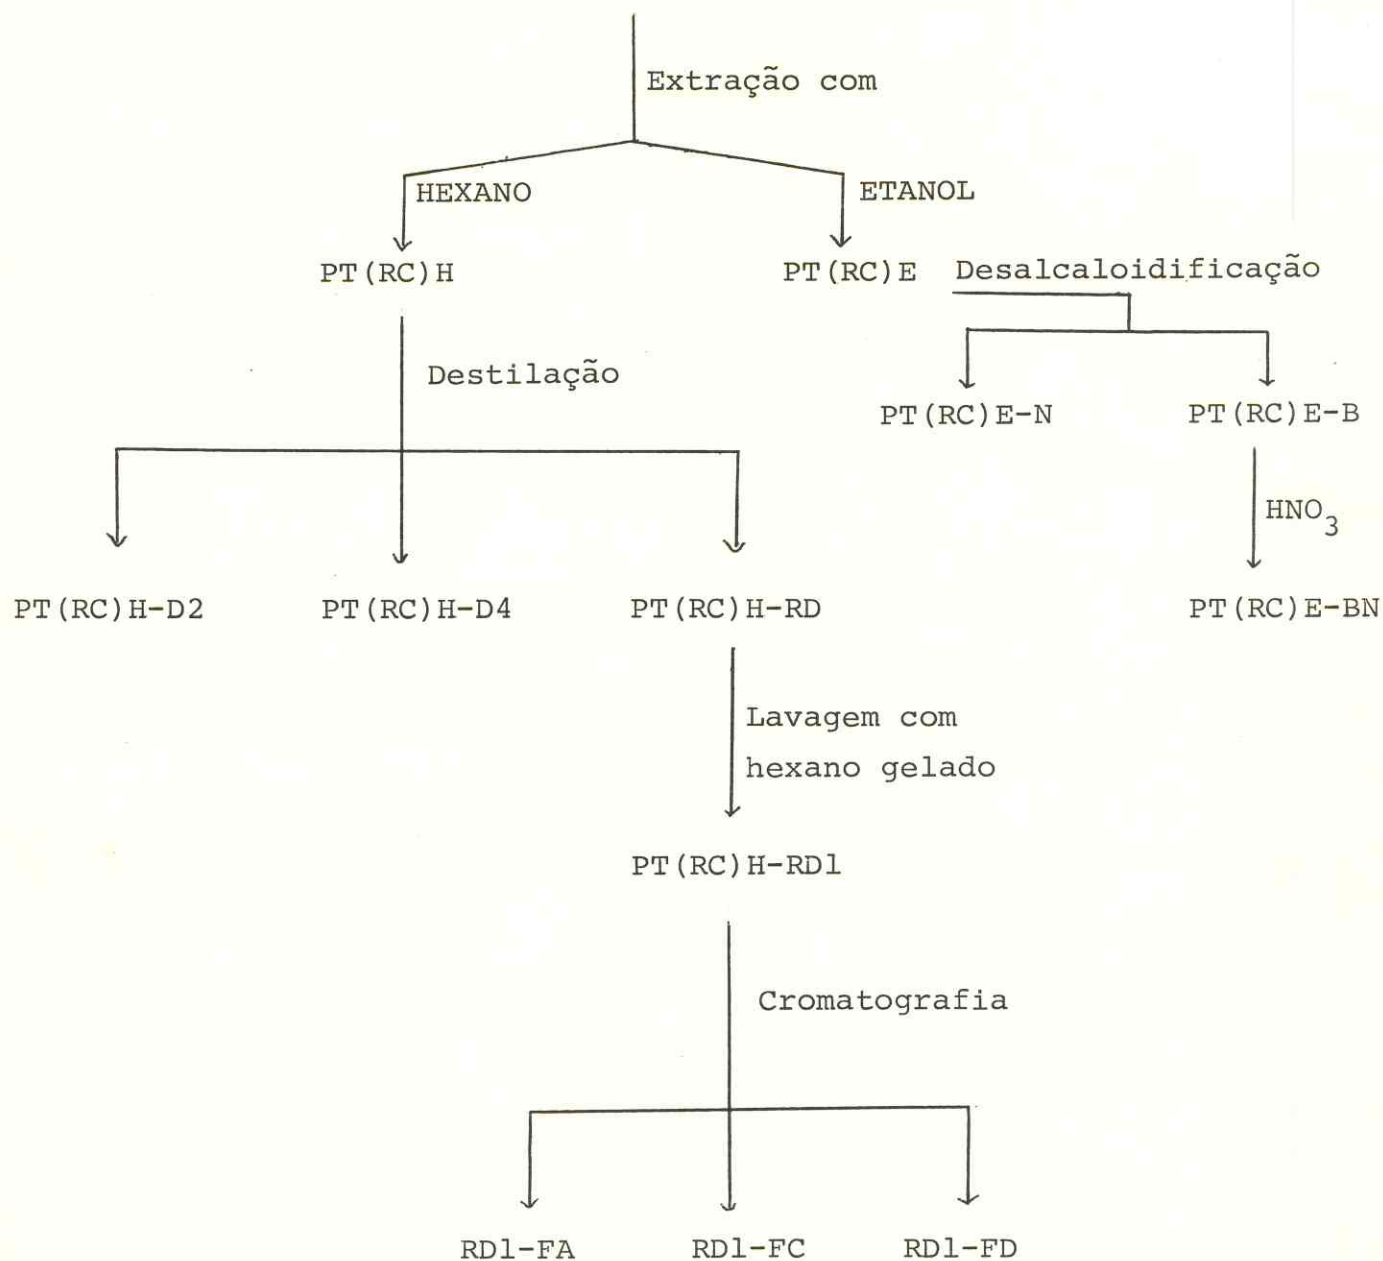 Extração com
HEXANO
ETANOL
PT(RC)H
PT(RC)E
Desalcaloidificação
Destilação
PT(RC)E-N
PT(RC)E-B
HNO3
PT(RC)H-D2
PT(RC)H-D4
PT(RC)H-RD
PT(RC)E-BN
Lavagem com
hexano gelado
PT(RC)H-RD1
Cromatografia
RD1-FA
RD1-FC
RD1-FD